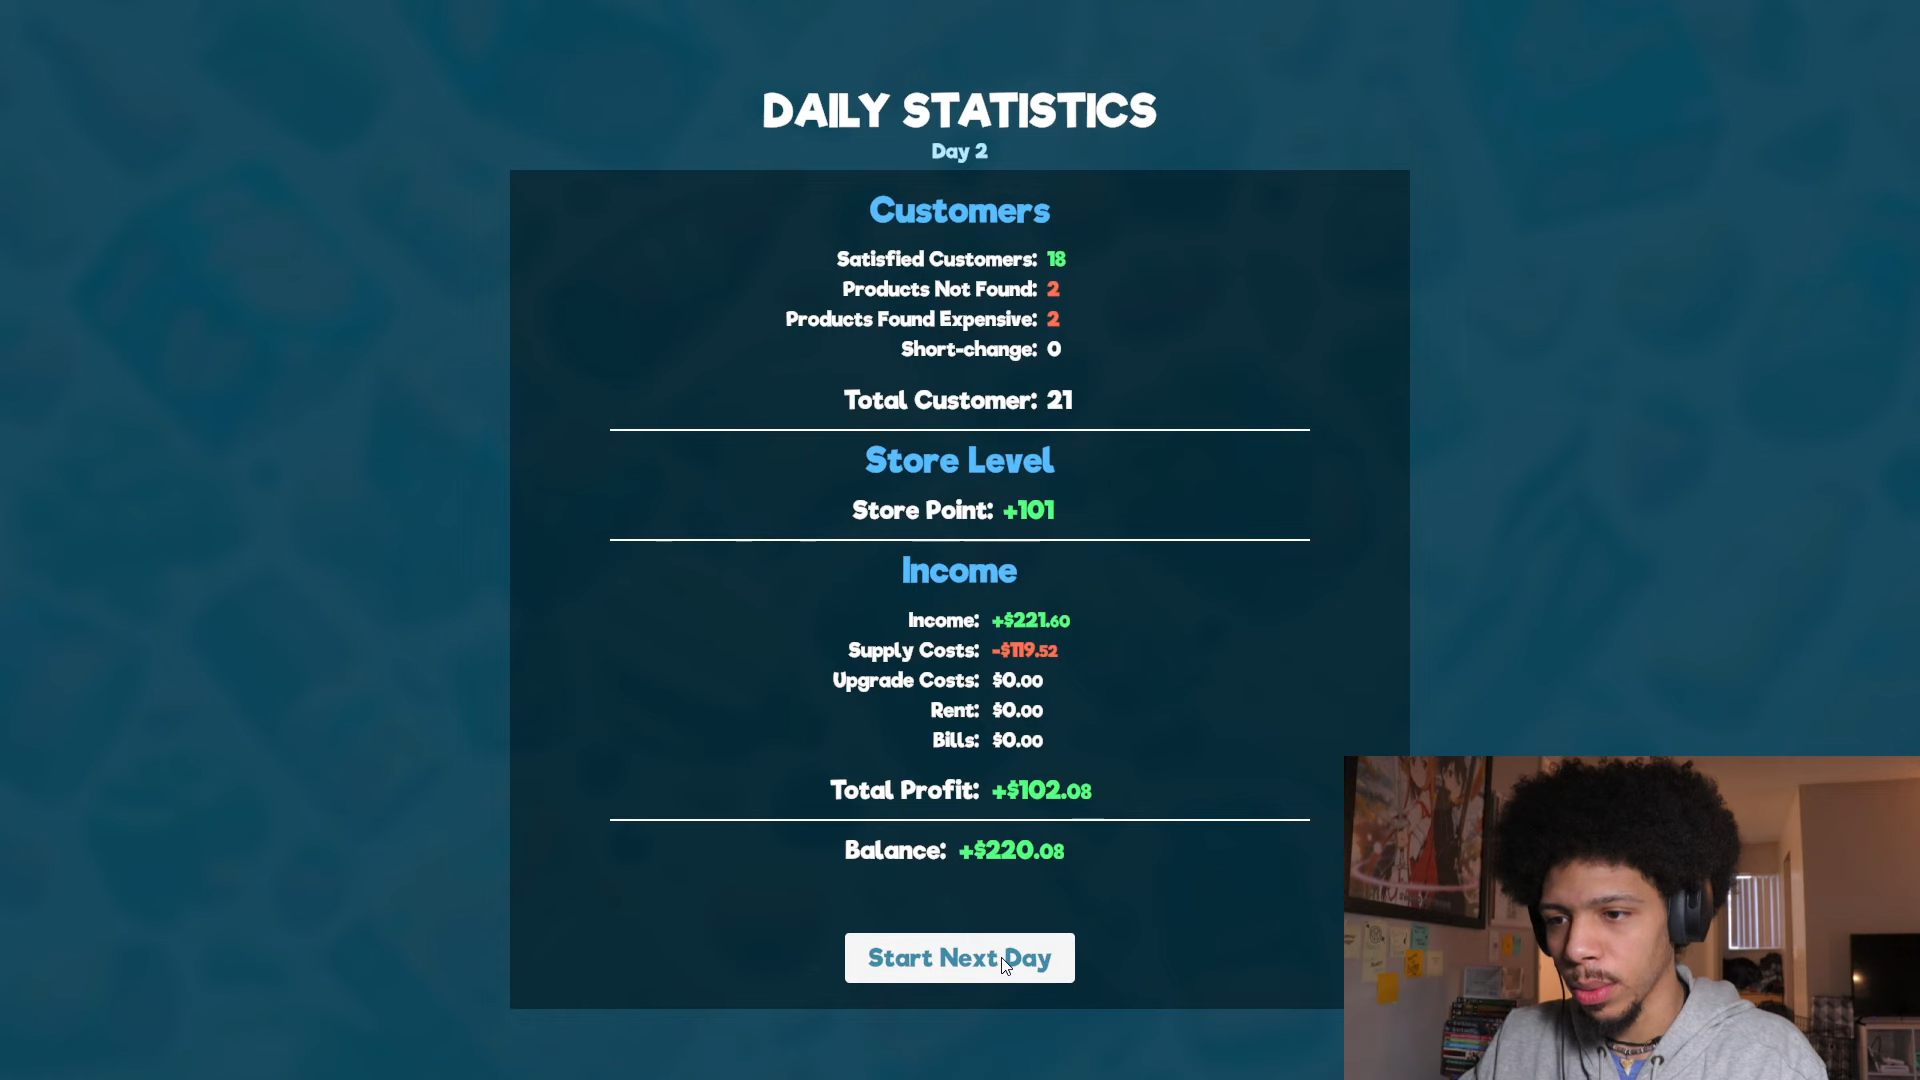 DAILY STATISTICS
Day 2
Customers
Satisfied Customers: 18
Products Not Found: 2
Products Found Expensive: 2
Short-change: 0
Total Customer: 21
Store Level
Store Point: +101
Income
Income: +$221.60
Supply Costs: -$119.52
Upgrade Costs: $0.00
Rent: $0.00
Bills: $0.00
Total Profit: +$102.08
Balance: +$220.08
Start Next Day